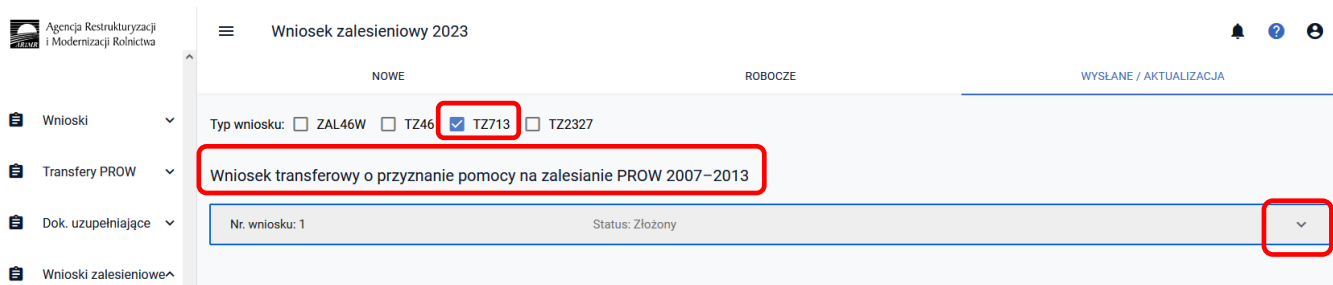 ARiMR
Agencja Restrukturyzacji
i Modernizacji Rolnictwa
Wniosek zalesieniowy 2023
NOWE
ROBOCZE
WYSŁANE / AKTUALIZACJA
Wnioski
Transfery PROW
Dok. uzupełniające
Wnioski zalesieniowe
Typ wniosku: ZAL46W TZ46 TZ713 TZ2327
Wniosek transferowy o przyznanie pomocy na zalesianie PROW 2007–2013
Nr. wniosku: 1 Status: Złożony